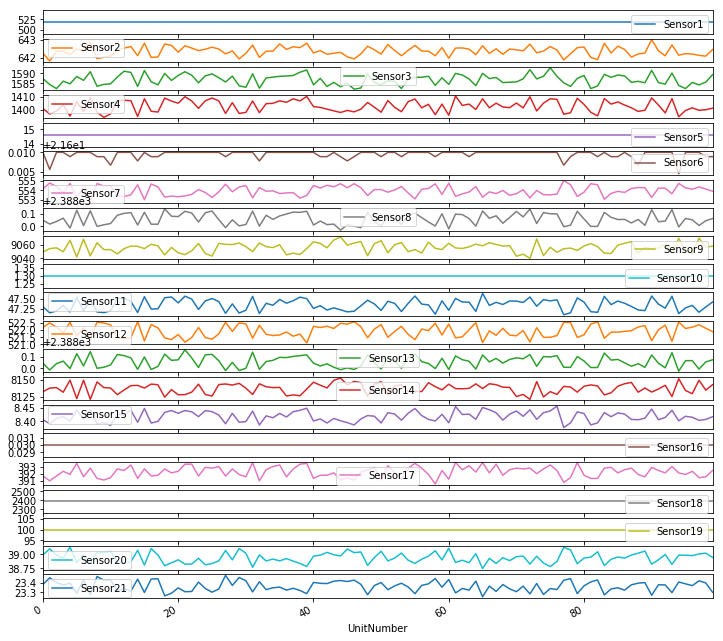 525
500
Sensor1
643
642
Sensor2
1590
1585
Sensor3
1410
1400
Sensor4
15
14
Sensor5
+2.16e1
0.010
0.005
Sensor6
555
554
553
Sensor7
+2.388e3
0.1
0.0
Sensor8
9060
9040
Sensor9
1.35
1.30
1.25
Sensor10
47.50
47.25
Sensor11
522.5
522.0
521.5
521.0
Sensor12
+2.388e3
0.1
0.0
Sensor13
8150
8125
Sensor14
8.45
8.40
Sensor15
0.031
0.030
0.029
Sensor16
393
392
391
Sensor17
2500
2400
2300
Sensor18
105
100
95
Sensor19
39.00
38.75
Sensor20
23.4
23.3
Sensor21
0 20 40 60 80
UnitNumber